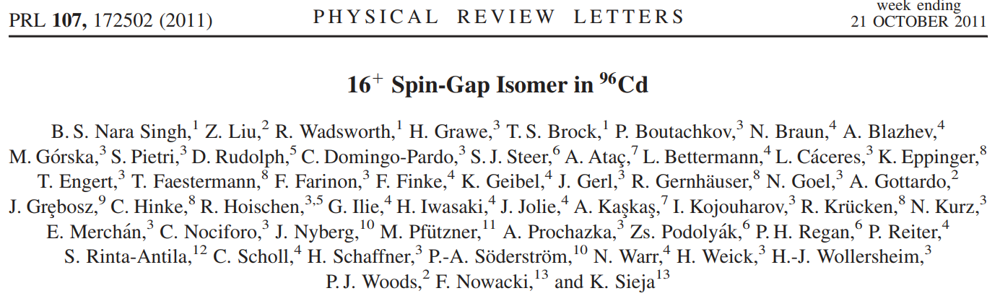 PRL 107, 172502 (2011) PHYSICAL REVIEW LETTERS week ending 21 OCTOBER 2011
16⁺ Spin-Gap Isomer in ⁹⁶Cd
B. S. Nara Singh,¹ Z. Liu,² R. Wadsworth,¹ H. Grawe,³ T. S. Brock,¹ P. Boutachkov,³ N. Braun,⁴ A. Blazhev,⁴
M. Górska,³ S. Pietri,³ D. Rudolph,⁵ C. Domingo-Pardo,³ S. J. Steer,⁶ A. Ataç,⁷ L. Bettermann,⁴ L. Cáceres,³ K. Eppinger,⁸
T. Engert,³ T. Faestermann,⁸ F. Farinon,³ F. Finke,⁴ K. Geibel,⁴ J. Gerl,³ R. Gernhäuser,⁸ N. Goel,³ A. Gottardo,²
J. Grębosz,⁹ C. Hinke,⁸ R. Hoischen,³,⁵ G. Ilie,⁴ H. Iwasaki,⁴ J. Jolie,⁴ A. Kaşkaş,⁷ I. Kojouharov,³ R. Krücken,⁸ N. Kurz,³
E. Merchán,³ C. Nociforo,³ J. Nyberg,¹⁰ M. Pfützner,¹¹ A. Prochazka,³ Zs. Podolyák,⁶ P. H. Regan,⁶ P. Reiter,⁴
S. Rinta-Antila,¹² C. Scholl,⁴ H. Schaffner,³ P.-A. Söderström,¹⁰ N. Warr,⁴ H. Weick,³ H.-J. Wollersheim,³
P. J. Woods,² F. Nowacki,¹³ and K. Sieja¹³